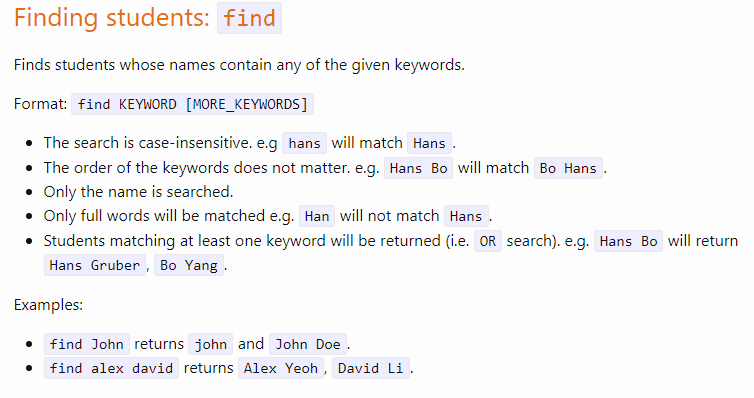 Finding students: find
Finds students whose names contain any of the given keywords.
Format: find KEYWORD [MORE_KEYWORDS]
The search is case-insensitive. e.g hans will match Hans.
The order of the keywords does not matter. e.g. Hans Bo will match Bo Hans.
Only the name is searched.
Only full words will be matched e.g. Han will not match Hans.
Students matching at least one keyword will be returned (i.e. OR search). e.g. Hans Bo will return
Hans Gruber, Bo Yang.
Examples:
find John returns john and John Doe.
find alex david returns Alex Yeoh, David Li.